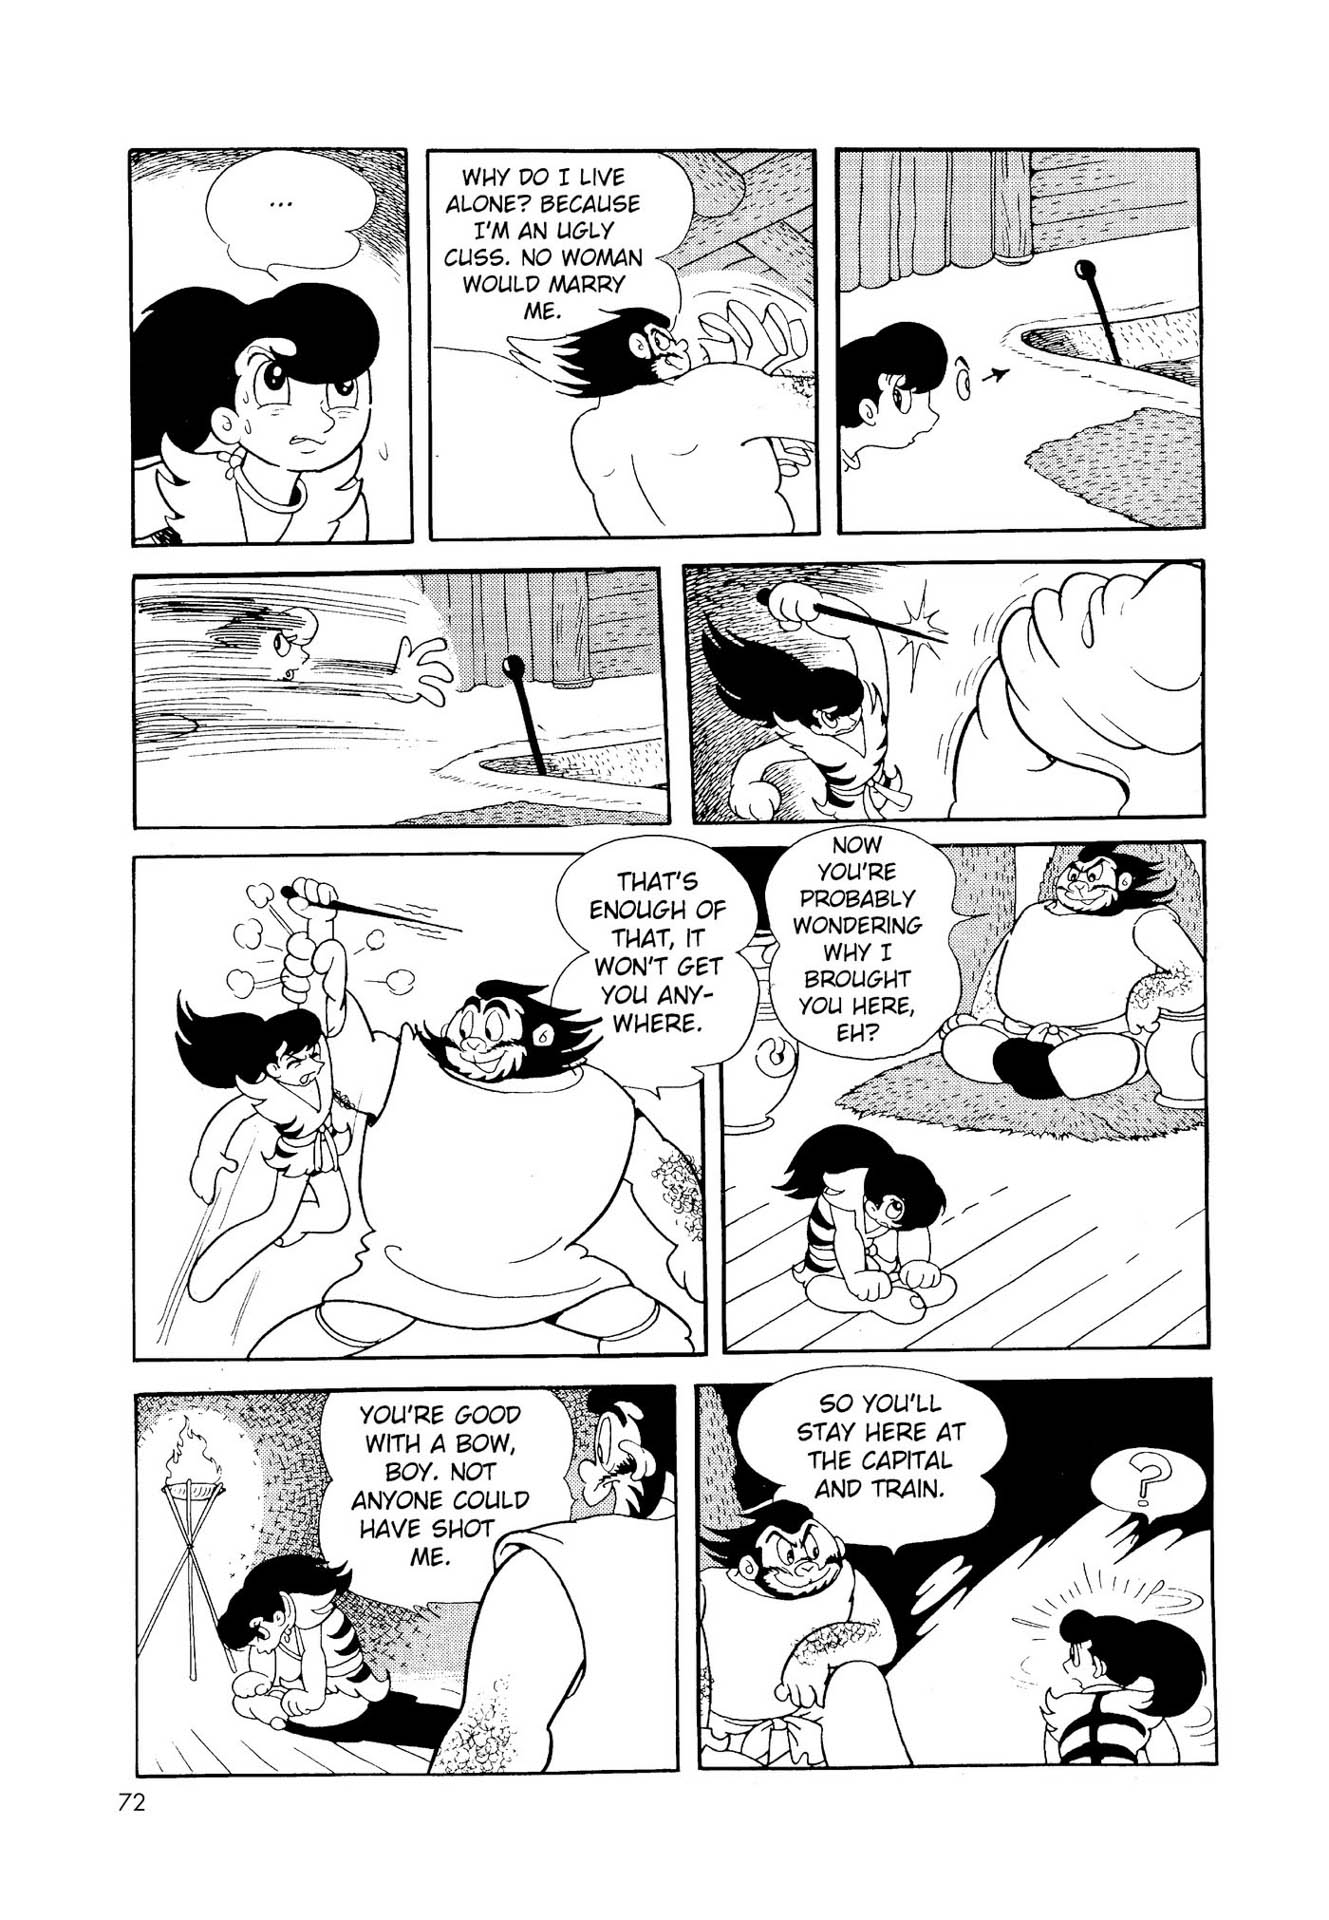 ...
WHY DO I LIVE
ALONE? BECAUSE
I'M AN UGLY
CUSS. NO WOMAN
WOULD MARRY
ME.
THAT'S
ENOUGH OF
THAT, IT
WON'T GET
YOU ANY-
WHERE.
NOW
YOU'RE
PROBABLY
WONDERING
WHY I
BROUGHT
YOU HERE,
EH?
YOU'RE GOOD
WITH A BOW,
BOY. NOT
ANYONE COULD
HAVE SHOT
ME.
SO YOU'LL
STAY HERE AT
THE CAPITAL
AND TRAIN.
?
72